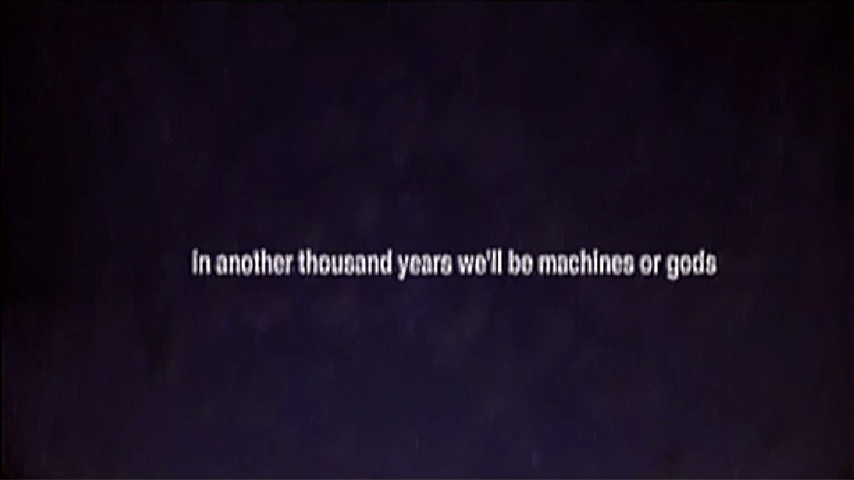 in another thousand years we'll be machines or gods